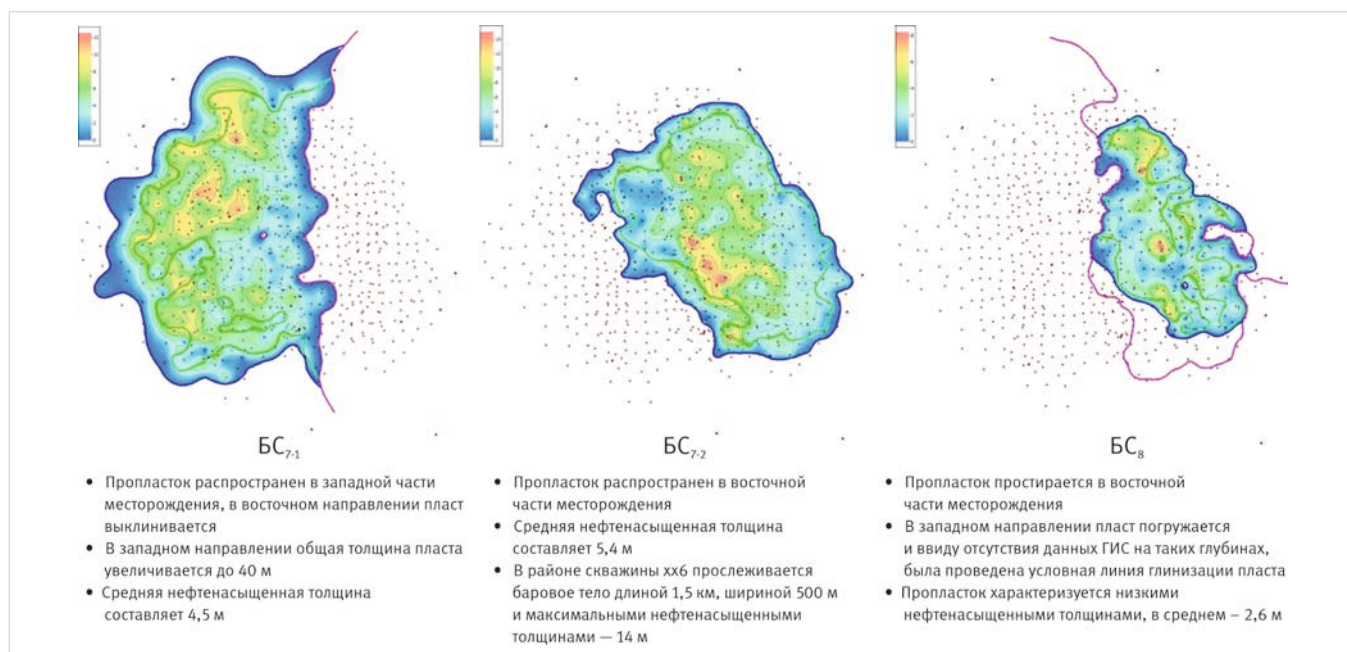 БС₇₋₁
• Пропласток распространен в западной части
месторождения, в восточном направлении пласт
выклинивается
• В западном направлении общая толщина пласта
увеличивается до 40 м
• Средняя нефтенасыщенная толщина
составляет 4,5 м
БС₇₋₂
• Пропласток распространен в восточной
части месторождения
• Средняя нефтенасыщенная толщина
составляет 5,4 м
• В районе скважины хх6 прослеживается
баровое тело длиной 1,5 км, шириной 500 м
и максимальными нефтенасыщенными
толщинами — 14 м
БС₈
• Пропласток простирается в восточной
части месторождения
• В западном направлении пласт погружается
и ввиду отсутствия данных ГИС на таких глубинах,
была проведена условная линия глинизации пласта
• Пропласток характеризуется низкими
нефтенасыщенными толщинами, в среднем – 2,6 м